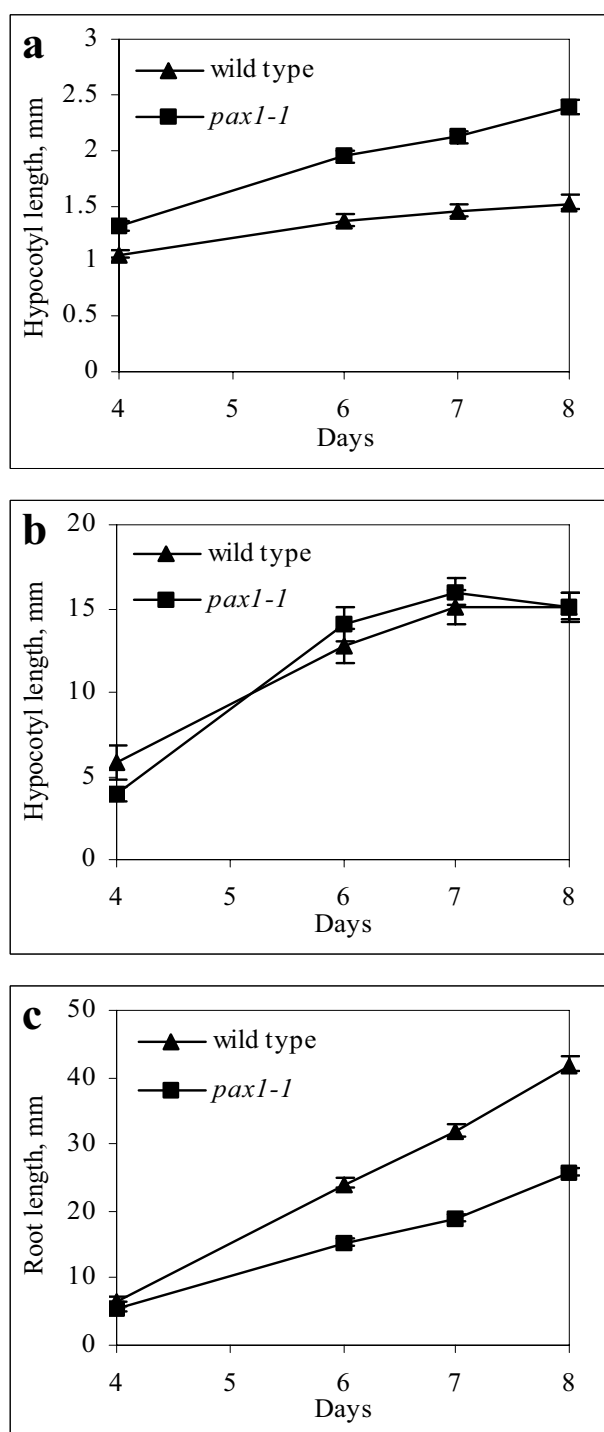 a
3
2.5
2
1.5
1
0.5
0
Hypocotyl length, mm
wild type
pax1-1
4 5 6 7 8
Days
b
20
15
10
5
0
Hypocotyl length, mm
wild type
pax1-1
4 5 6 7 8
Days
c
50
40
30
20
10
0
Root length, mm
wild type
pax1-1
4 5 6 7 8
Days